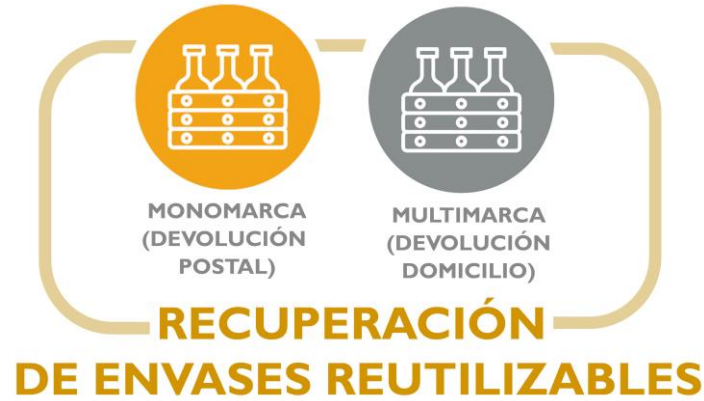 MONOMARCA
(DEVOLUCIÓN
POSTAL)
MULTIMARCA
(DEVOLUCIÓN
DOMICILIO)
RECUPERACIÓN
DE ENVASES REUTILIZABLES